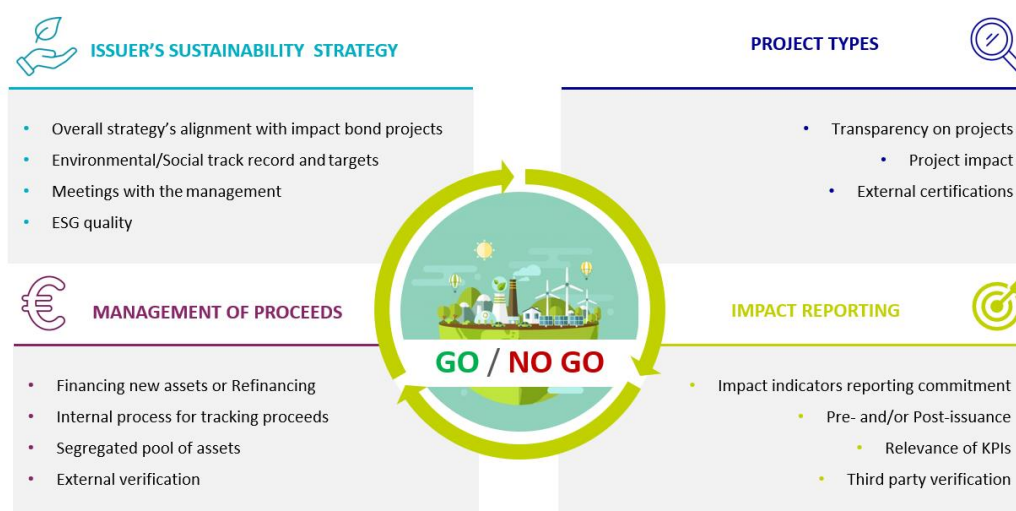 ISSUER'S SUSTAINABILITY STRATEGY
• Overall strategy's alignment with impact bond projects
• Environmental/Social track record and targets
• Meetings with the management
• ESG quality
PROJECT TYPES
• Transparency on projects
• Project impact
• External certifications
€ MANAGEMENT OF PROCEEDS
• Financing new assets or Refinancing
• Internal process for tracking proceeds
• Segregated pool of assets
• External verification
IMPACT REPORTING
• Impact indicators reporting commitment
• Pre- and/or Post-issuance
• Relevance of KPIs
• Third party verification
GO / NO GO